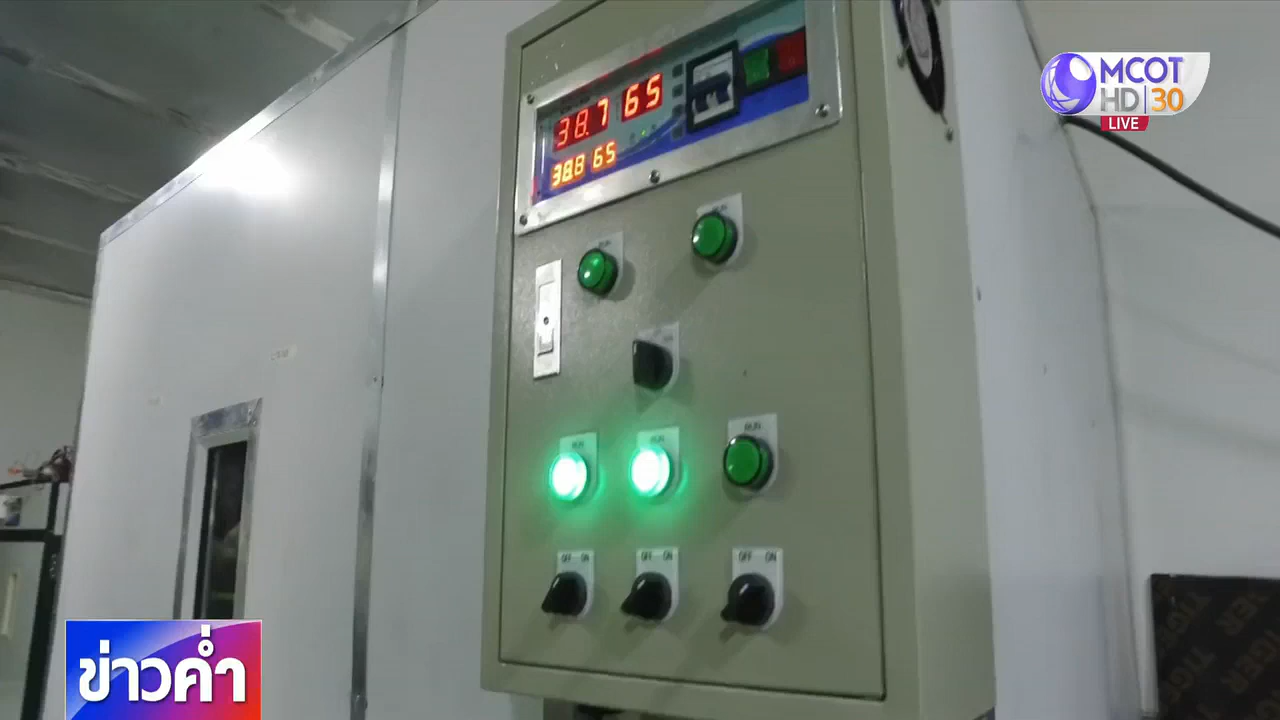 MCOT
HD 30
LIVE
38.7 65
38.8 65
RUN
RUN
RUN
RUN
OFF ON
OFF ON
OFF ON
TIGER
ข่าวค่ำ